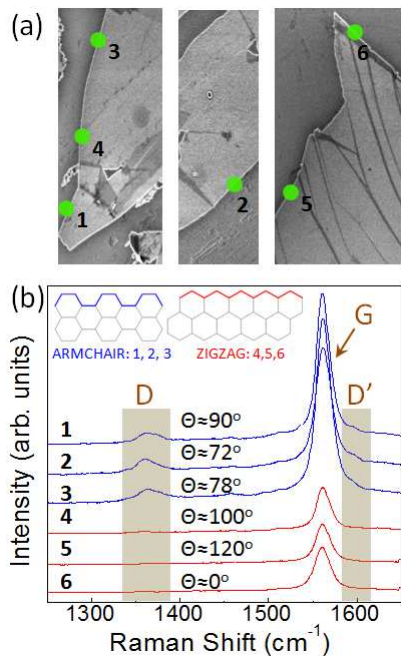 (a)
3
4
1
2
6
5
(b)
ARMCHAIR: 1, 2, 3
ZIGZAG: 4,5,6
G
D
D'
1
Θ≈90°
2
Θ≈72°
3
Θ≈78°
4
Θ≈100°
5
Θ≈120°
6
Θ≈0°
Intensity (arb. units)
1300
1400
1500
1600
Raman Shift (cm⁻¹)